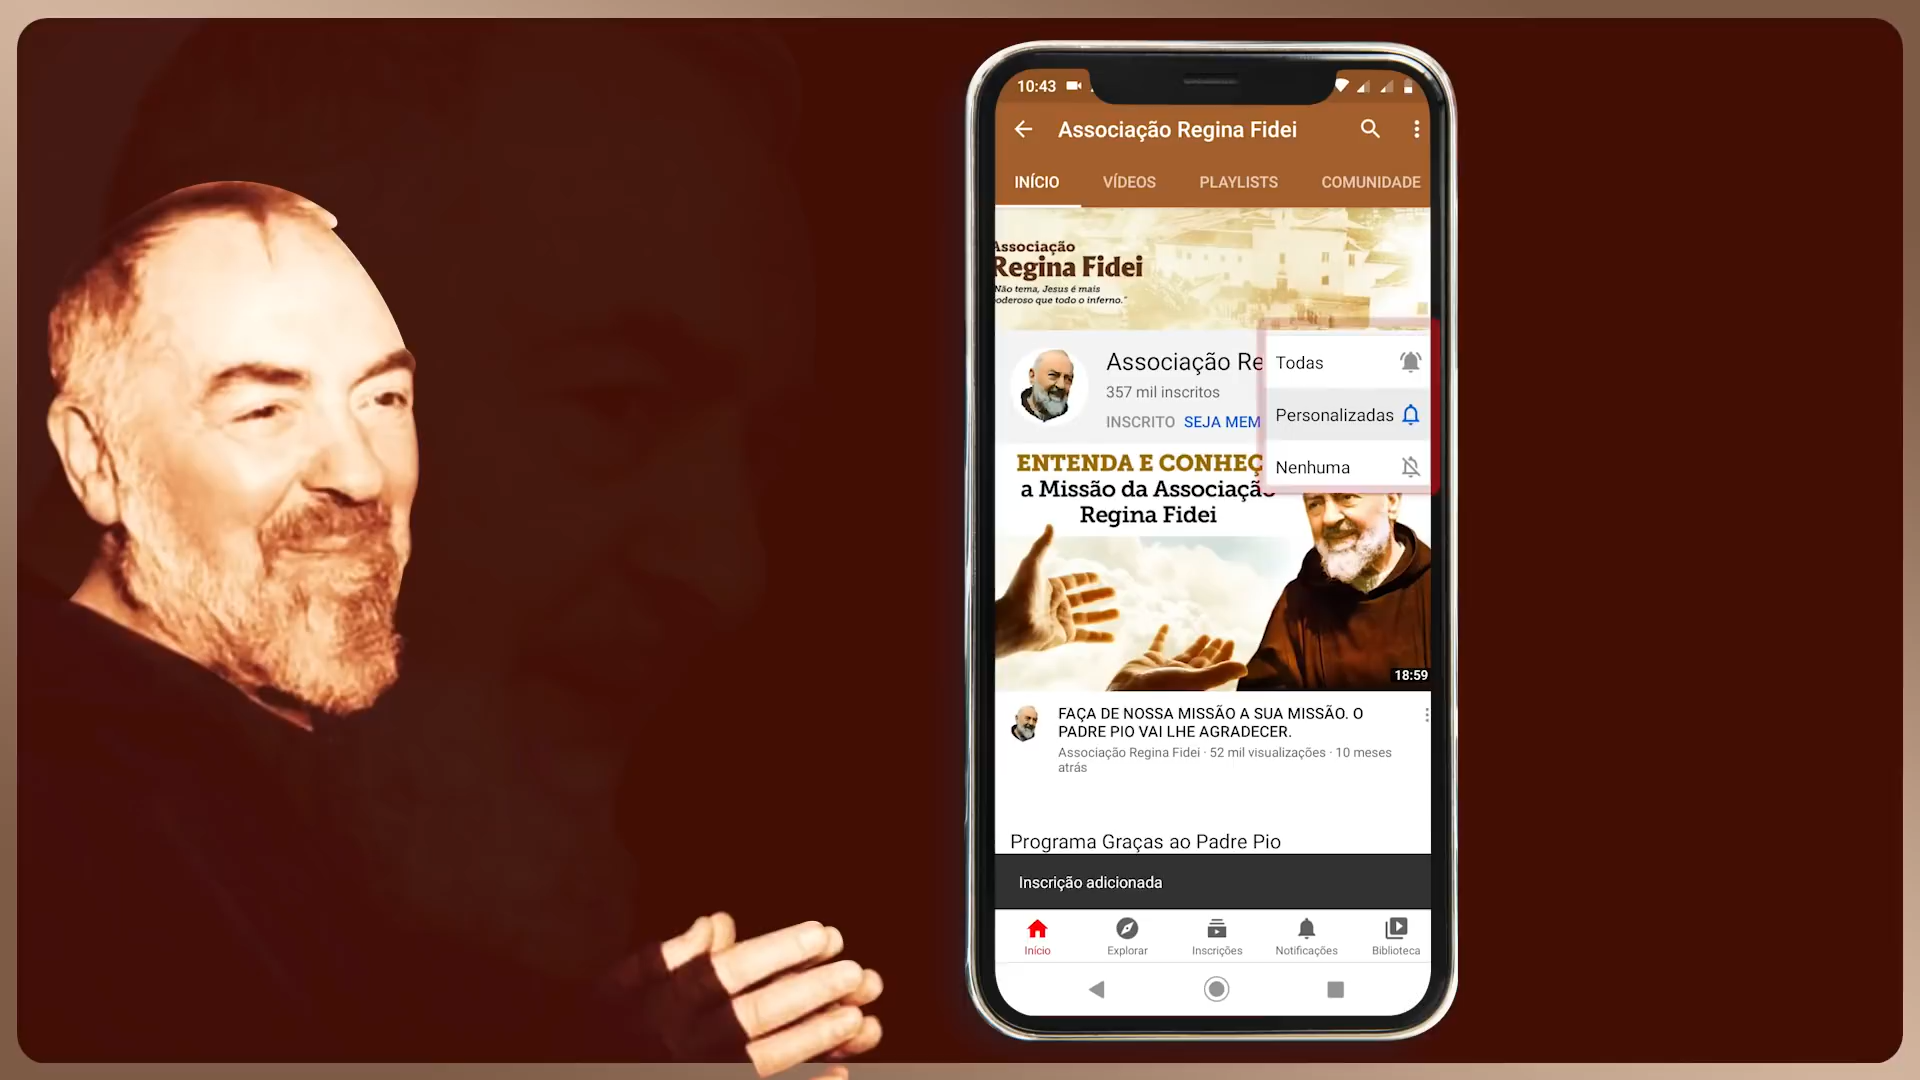 10:43
Associação Regina Fidei
INÍCIO VÍDEOS PLAYLISTS COMUNIDADE
Associação
Regina Fidei
Não tema, Jesus é mais
oderoso que todo o inferno."
Associação Re
357 mil inscritos
INSCRITO SEJA MEM
Todas
Personalizadas
Nenhuma
ENTENDA E CONHEÇ
a Missão da Associação
Regina Fidei
18:59
FAÇA DE NOSSA MISSÃO A SUA MISSÃO. O
PADRE PIO VAI LHE AGRADECER.
Associação Regina Fidei · 52 mil visualizações · 10 meses
atrás
Programa Graças ao Padre Pio
Inscrição adicionada
Início Explorar Inscrições Notificações Biblioteca